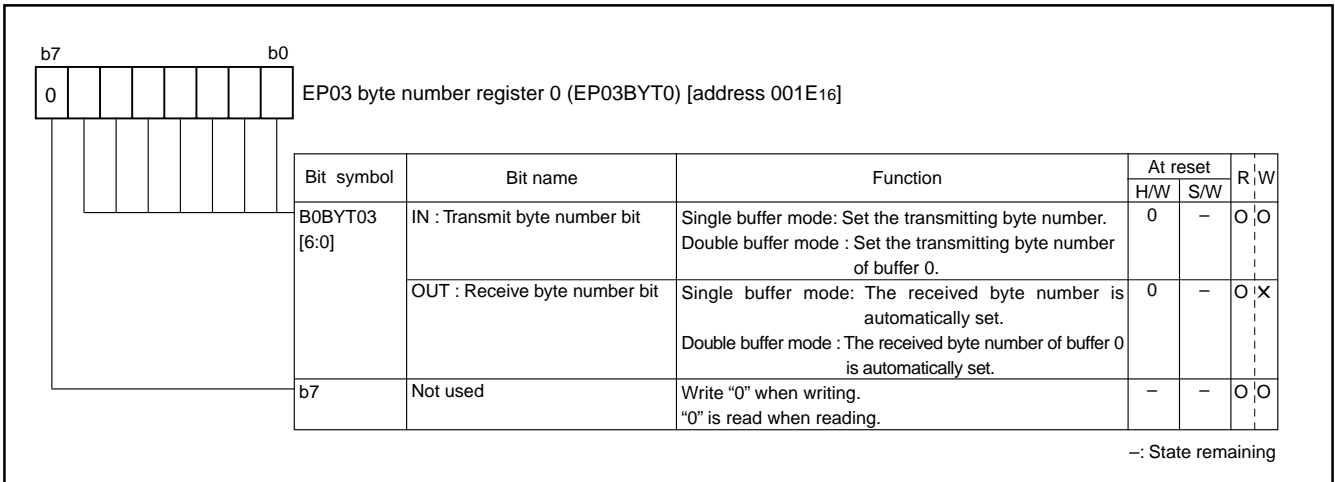 b7 b0
0
EP03 byte number register 0 (EP03BYT0) [address 001E16]
Bit symbol Bit name Function At reset R W
H/W S/W
B0BYT03 IN : Transmit byte number bit Single buffer mode: Set the transmitting byte number. 0 – O O
[6:0] Double buffer mode : Set the transmitting byte number
of buffer 0.
OUT : Receive byte number bit Single buffer mode: The received byte number is 0 – O ×
automatically set.
Double buffer mode : The received byte number of buffer 0
is automatically set.
b7 Not used Write “0” when writing. – – O O
“0” is read when reading.
–: State remaining